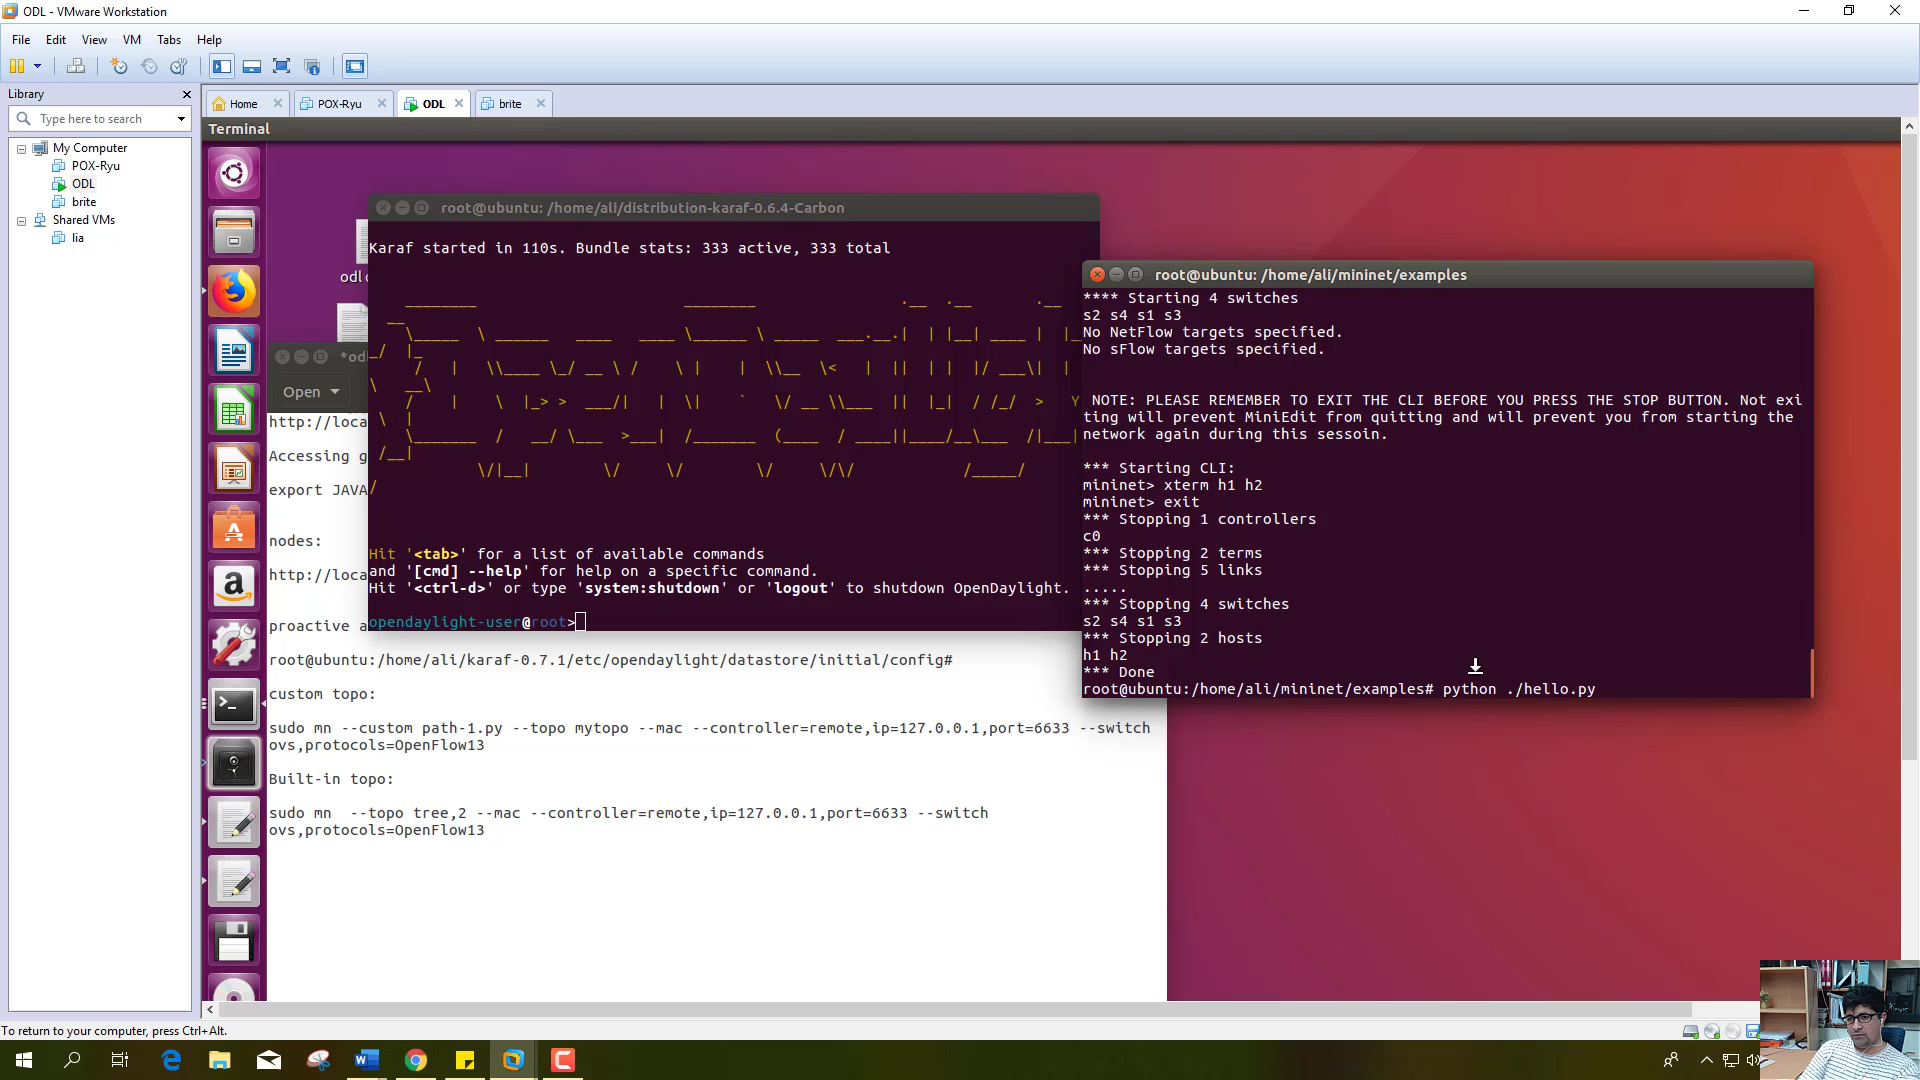 ODL - VMware Workstation
File Edit View VM Tabs Help
Library
Type here to search
My Computer
POX-Ryu
ODL
brite
Shared VMs
lia
Home
POX-Ryu
ODL
brite
Terminal
root@ubuntu: /home/ali/distribution-karaf-0.6.4-Carbon
Karaf started in 110s. Bundle stats: 333 active, 333 total
Hit '<tab>' for a list of available commands
and '[cmd] --help' for help on a specific command.
Hit '<ctrl-d>' or type 'system:shutdown' or 'logout' to shutdown OpenDaylight.
opendaylight-user@root>
odl
*od
Open
http://loca
Accessing g
export JAVA
nodes:
http://loca
proactive a
root@ubuntu:/home/ali/karaf-0.7.1/etc/opendaylight/datastore/initial/config#
custom topo:
sudo mn --custom path-1.py --topo mytopo --mac --controller=remote,ip=127.0.0.1,port=6633 --switch
ovs,protocols=OpenFlow13
Built-in topo:
sudo mn  --topo tree,2 --mac --controller=remote,ip=127.0.0.1,port=6633 --switch
ovs,protocols=OpenFlow13
root@ubuntu: /home/ali/mininet/examples
**** Starting 4 switches
s2 s4 s1 s3
No NetFlow targets specified.
No sFlow targets specified.
NOTE: PLEASE REMEMBER TO EXIT THE CLI BEFORE YOU PRESS THE STOP BUTTON. Not exi
ting will prevent MiniEdit from quitting and will prevent you from starting the
network again during this sessoin.
*** Starting CLI:
mininet> xterm h1 h2
mininet> exit
*** Stopping 1 controllers
c0
*** Stopping 2 terms
*** Stopping 5 links
.....
*** Stopping 4 switches
s2 s4 s1 s3
*** Stopping 2 hosts
h1 h2
*** Done
root@ubuntu:/home/ali/mininet/examples# python ./hello.py
To return to your computer, press Ctrl+Alt.